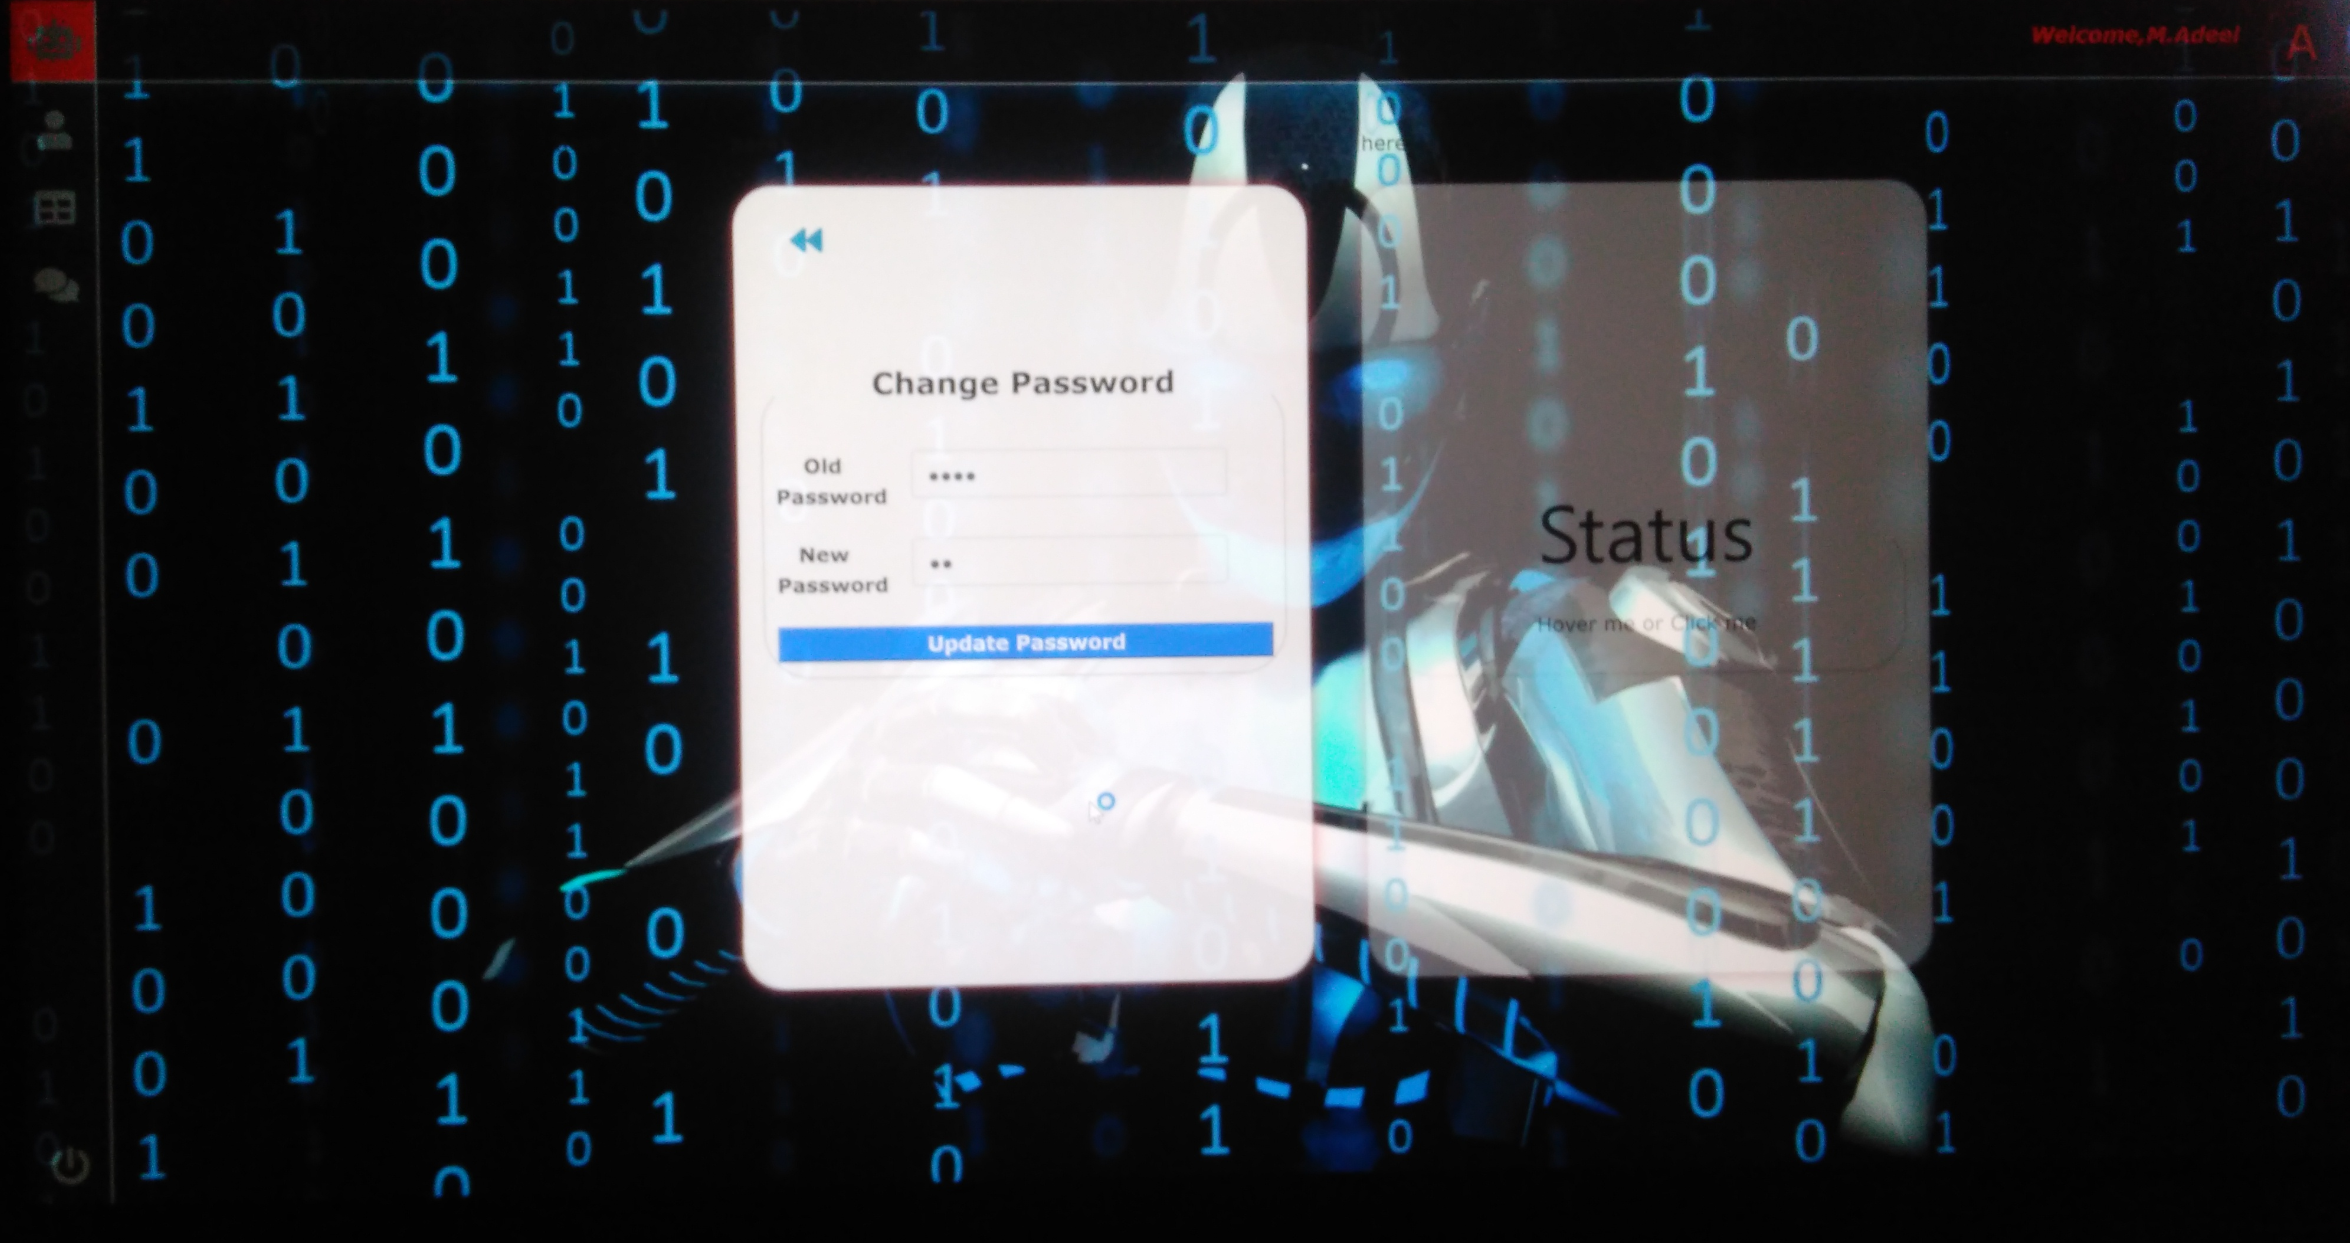 Welcome,M.Adeel
A
here
Change Password
Old
Password
••••
New
Password
••
Update Password
Status
Hover me or Click me